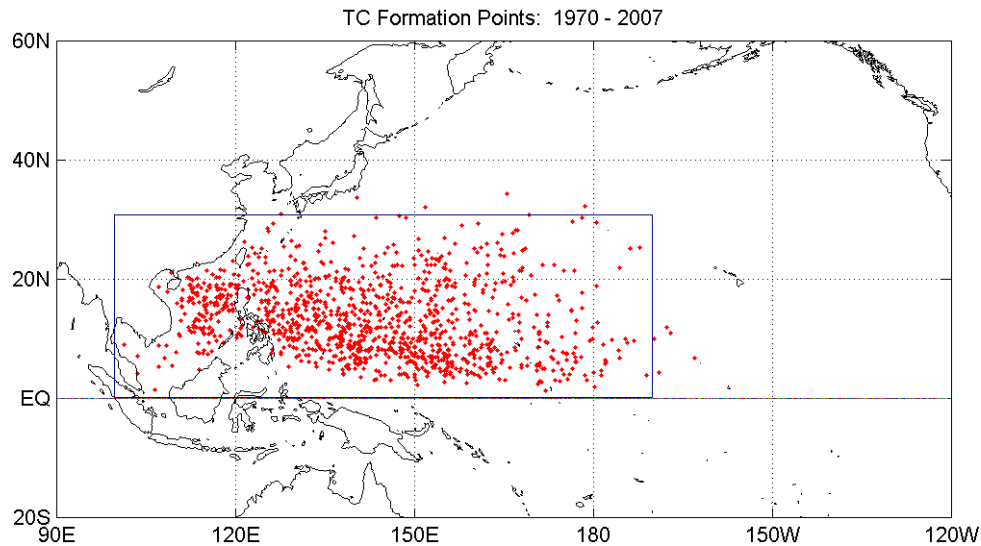 TC Formation Points: 1970 - 2007
60N
40N
20N
EQ
20S
90E 120E 150E 180 150W 120W